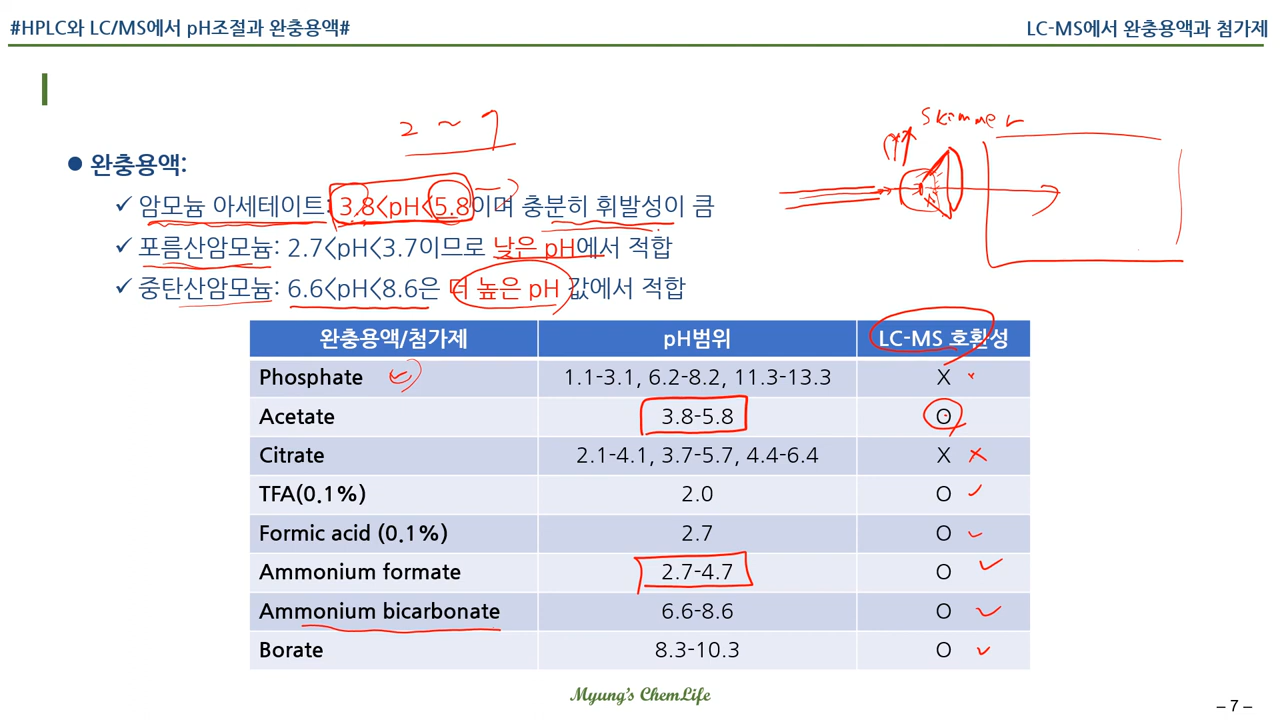 #HPLC와 LC/MS에서 pH조절과 완충용액#
LC-MS에서 완충용액과 첨가제
2 ~ 9
Skimmer
● 완충용액:
✓ 암모늄 아세테이트: 3.8<pH<5.8이며 충분히 휘발성이 큼
✓ 포름산암모늄: 2.7<pH<3.7이므로 낮은 pH에서 적합
✓ 중탄산암모늄: 6.6<pH<8.6은 더 높은 pH 값에서 적합
완충용액/첨가제 pH범위 LC-MS 호환성
Phosphate 1.1-3.1, 6.2-8.2, 11.3-13.3 X
Acetate 3.8-5.8 O
Citrate 2.1-4.1, 3.7-5.7, 4.4-6.4 X
TFA(0.1%) 2.0 O
Formic acid (0.1%) 2.7 O
Ammonium formate 2.7-4.7 O
Ammonium bicarbonate 6.6-8.6 O
Borate 8.3-10.3 O
Myung's ChemLife
– 7 –